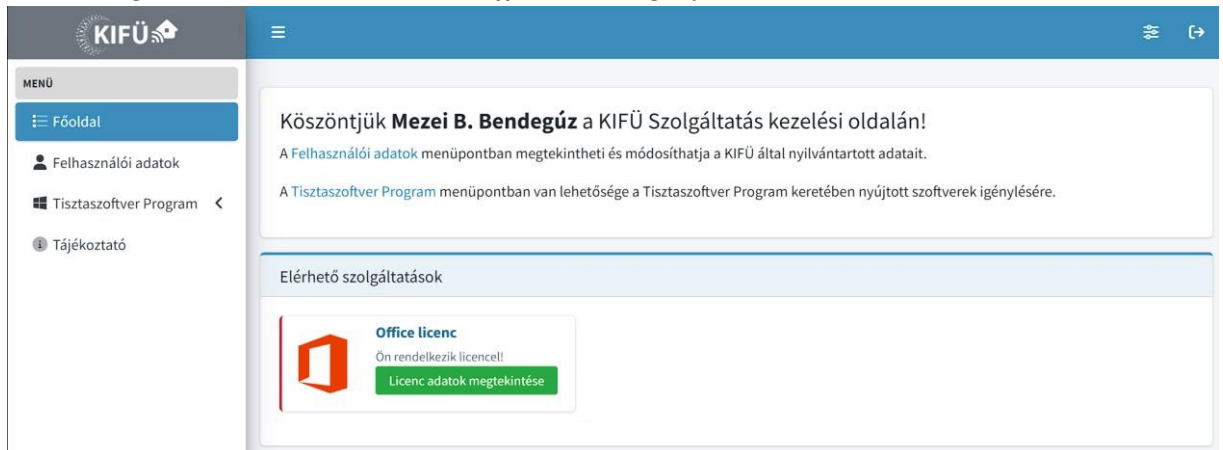 KIFÜ
MENÜ
Főoldal
Felhasználói adatok
Tisztaszoftver Program
Tájékoztató
Köszöntjük Mezei B. Bendegúz a KIFÜ Szolgáltatás kezelési oldalán!
A Felhasználói adatok menüpontban megtekintheti és módosíthatja a KIFÜ által nyilvántartott adatait.
A Tisztaszoftver Program menüpontban van lehetősége a Tisztaszoftver Program keretében nyújtott szoftverek igénylésére.
Elérhető szolgáltatások
Office licenc
Ön rendelkezik licencel!
Licenc adatok megtekintése